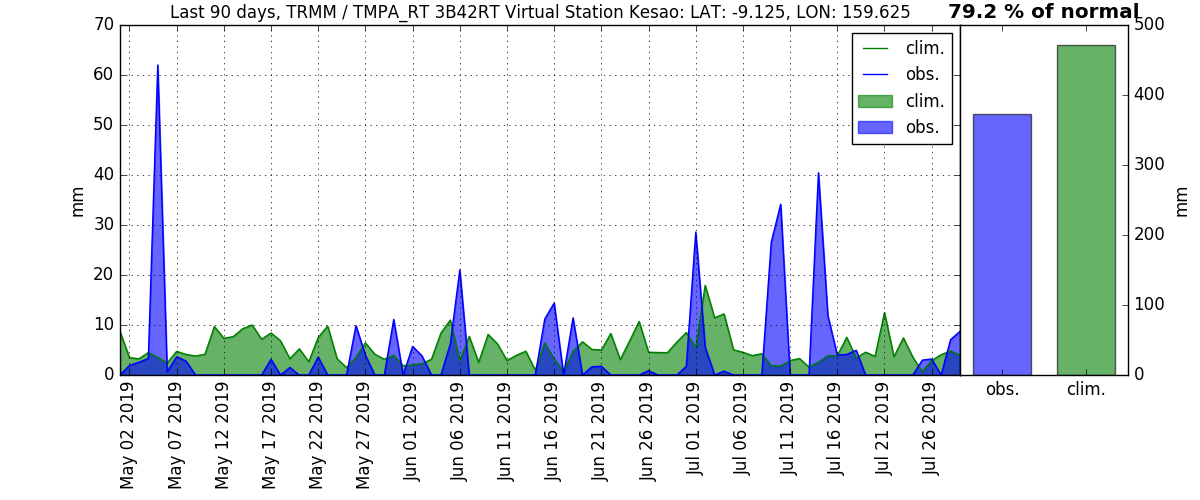 Last 90 days, TRMM / TMPA_RT 3B42RT Virtual Station Kesao: LAT: -9.125, LON: 159.625
79.2 % of normal
70
60
50
40
30
20
10
0
mm
clim.
obs.
clim.
obs.
May 02 2019
May 07 2019
May 12 2019
May 17 2019
May 22 2019
May 27 2019
Jun 01 2019
Jun 06 2019
Jun 11 2019
Jun 16 2019
Jun 21 2019
Jun 26 2019
Jul 01 2019
Jul 06 2019
Jul 11 2019
Jul 16 2019
Jul 21 2019
Jul 26 2019
500
400
300
200
100
0
mm
obs.
clim.